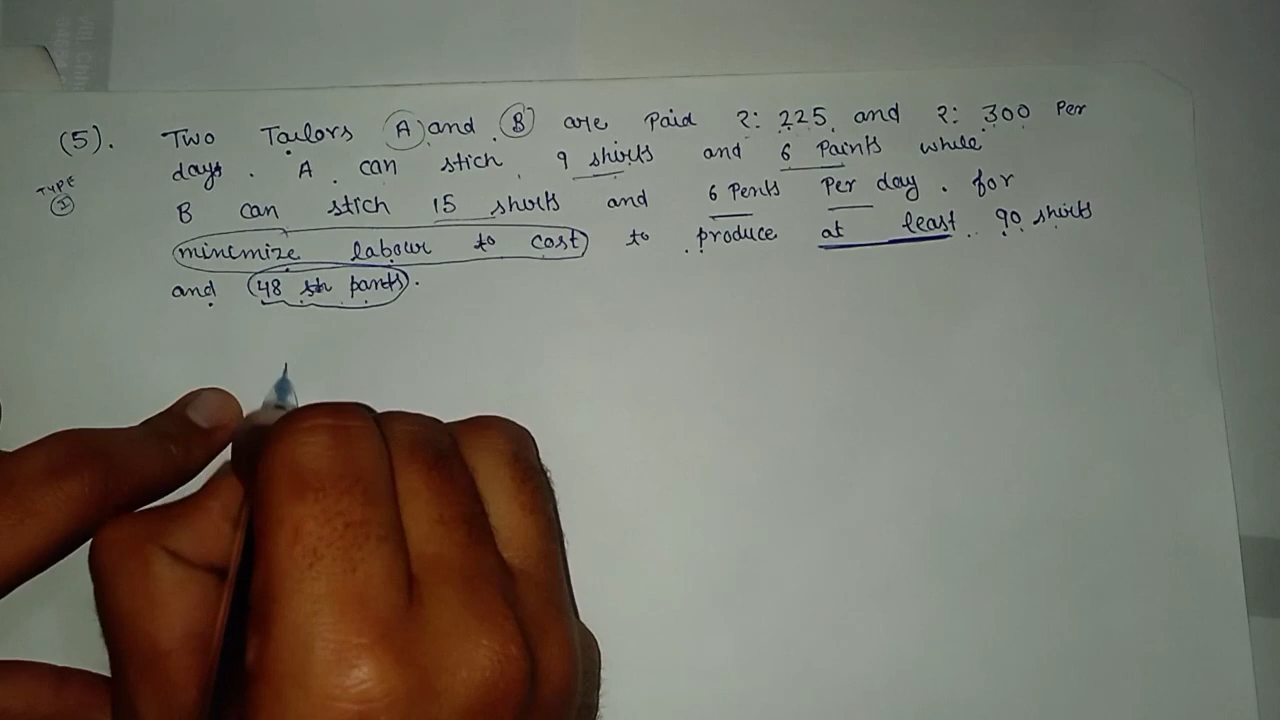 (5). Two Tailors A and B are paid ₹: 225 and ₹: 300 Per
days. A can stich 9 shirts and 6 Paints while
TYPE I
B can stich 15 shirts and 6 Pents Per day. for
minimize labour to cost to produce at least 90 shirts
and 48 sh pants.